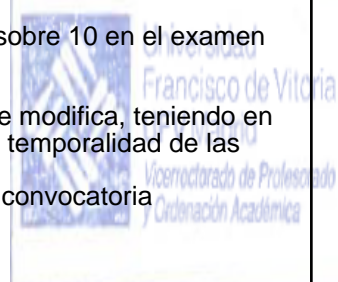 sobre 10 en el examen
Universidad
Francisco de Vitoria
e modifica, teniendo en
temporalidad de las
Vicerrectorado de Profesorado
convocatoria
y Ordenación Académica